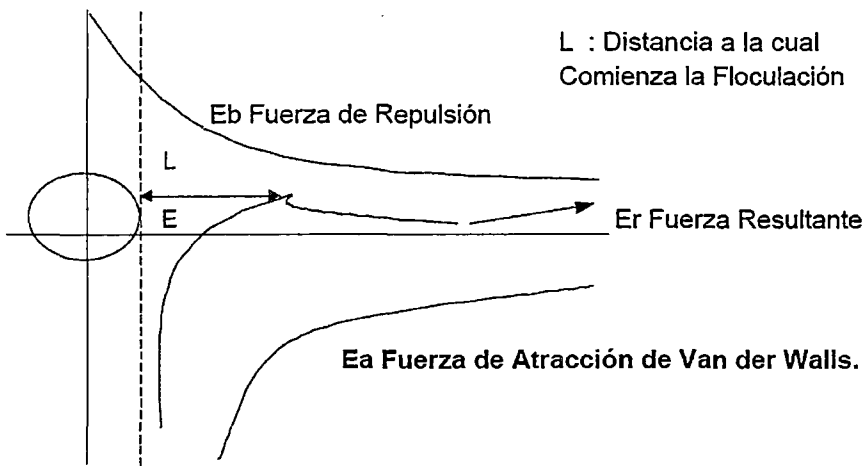 L : Distancia a la cual
Comienza la Floculación
Eb Fuerza de Repulsión
L
E
Er Fuerza Resultante
Ea Fuerza de Atracción de Van der Walls.